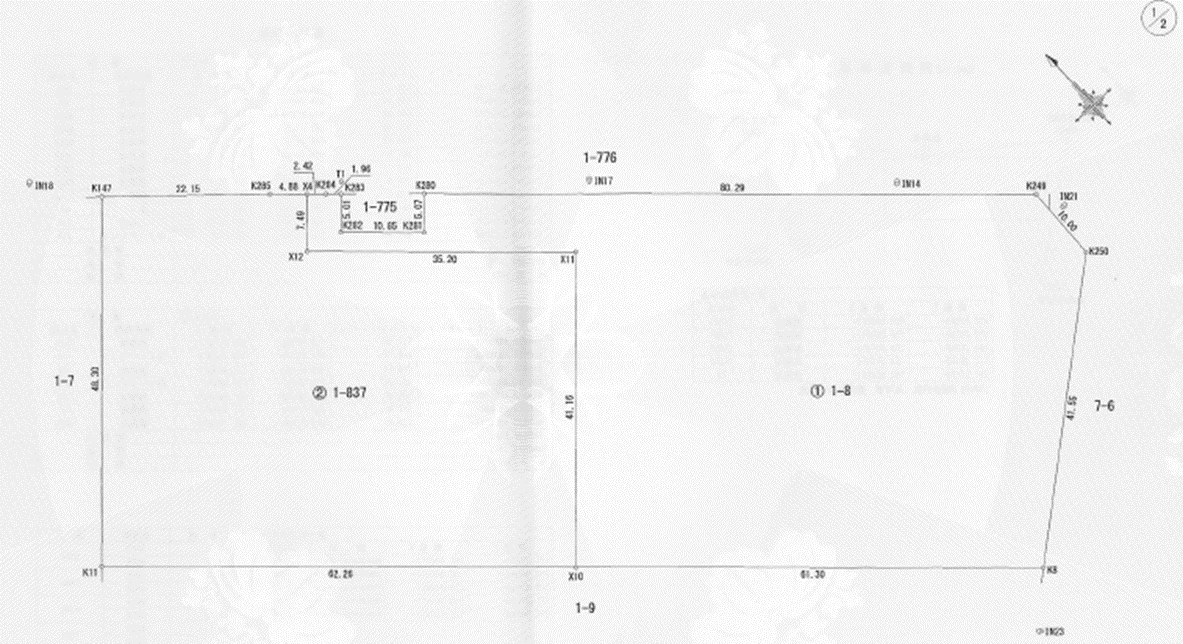 1/2
1-776
2.42
T1
1.96
IN18
K147
22.15
K285
4.88
X4
K284
K283
K280
IN17
80.29
IN14
K249
IN21
10.00
7.49
5.01
1-775
5.07
K282
10.85
K281
K250
X12
35.20
X11
1-7
48.30
② 1-837
41.16
① 1-8
7-6
K11
62.26
X10
61.30
K8
1-9
IN23